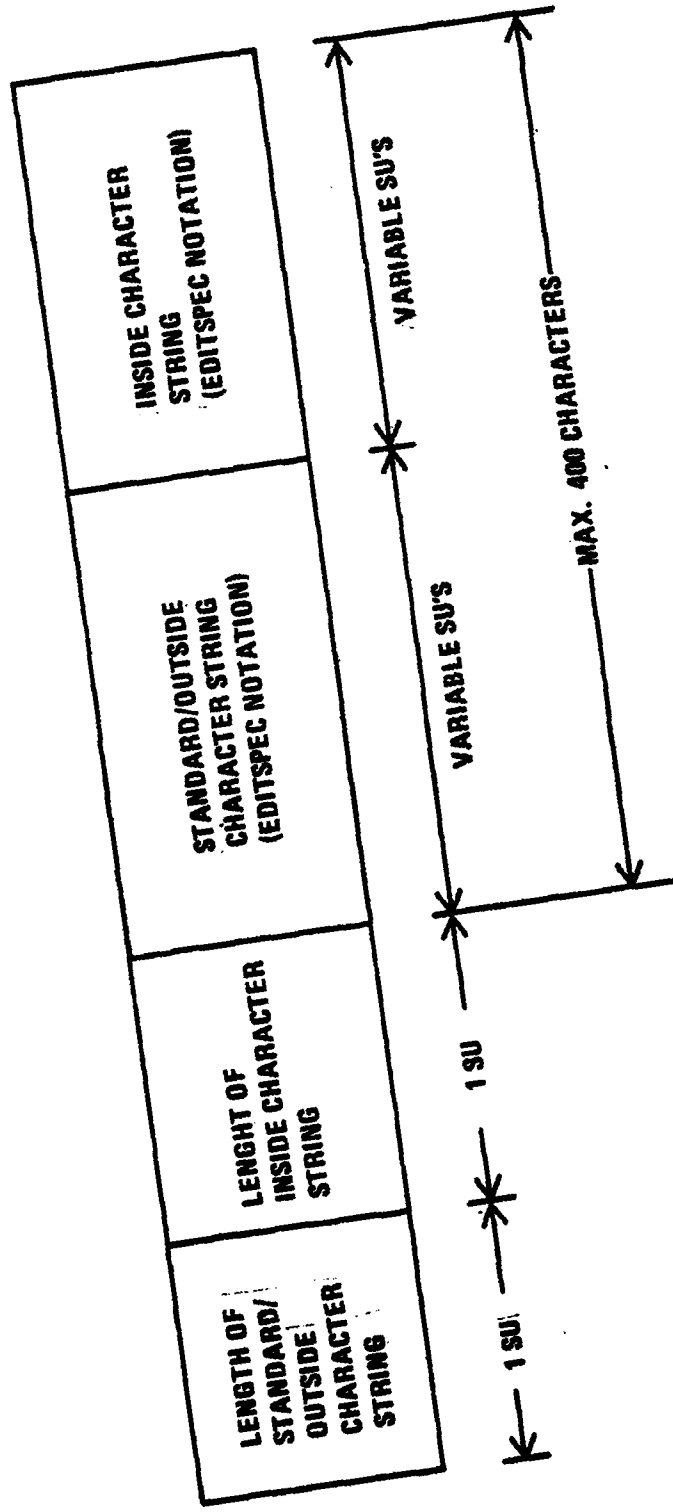 LENGTH OF
STANDARD/
OUTSIDE
CHARACTER
STRING
LENGHT OF
INSIDE CHARACTER
STRING
STANDARD/OUTSIDE
CHARACTER STRING
(EDITSPEC NOTATION)
INSIDE CHARACTER
STRING
(EDITSPEC NOTATION)
1 SU
1 SU
VARIABLE SU'S
VARIABLE SU'S
MAX. 400 CHARACTERS